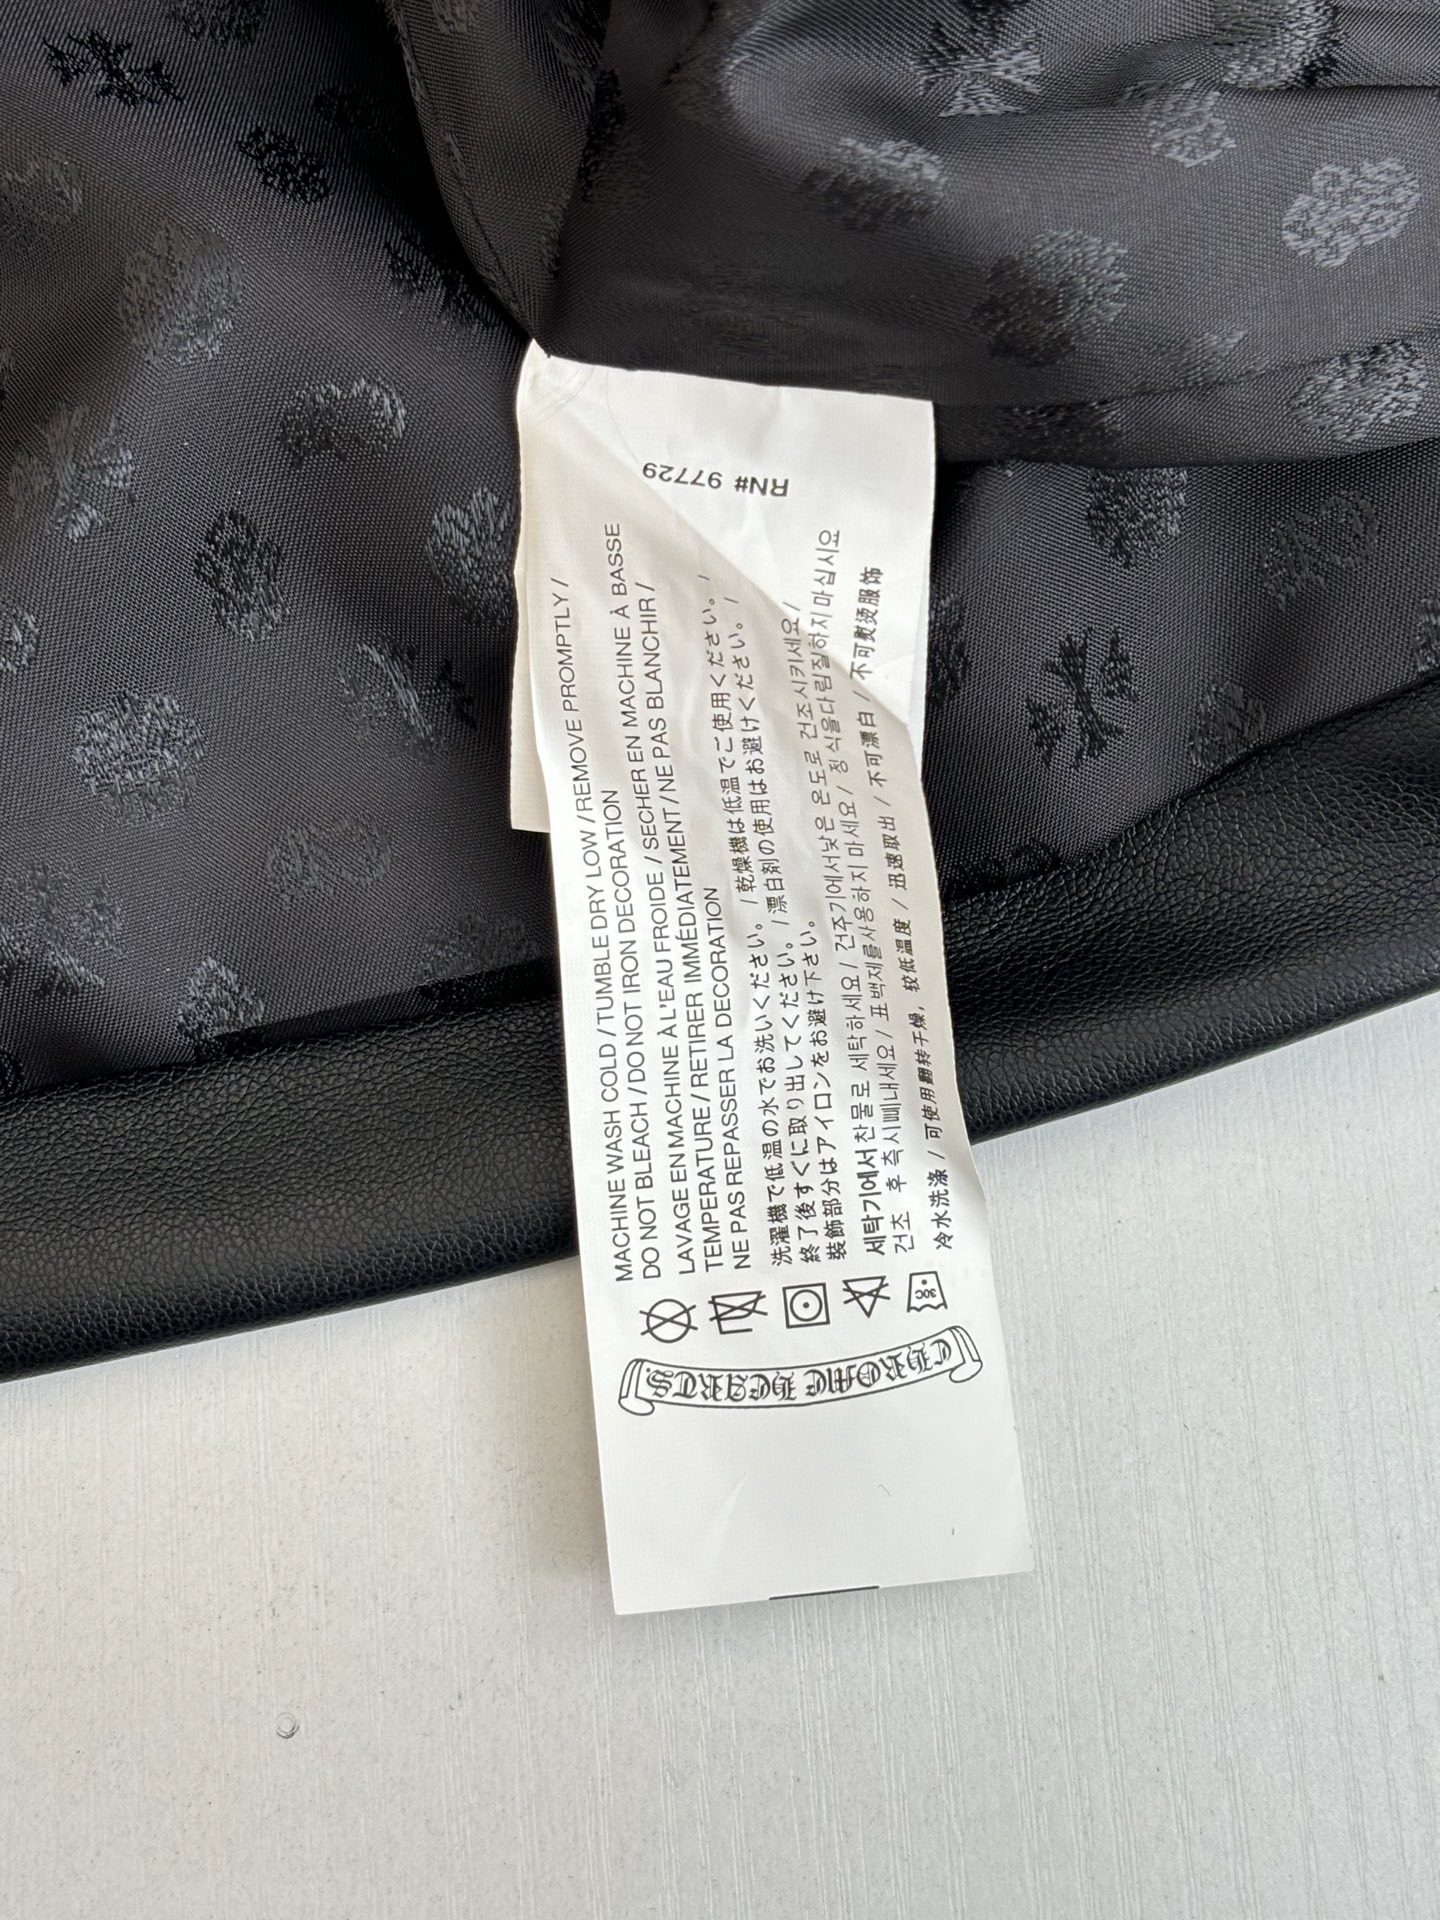 RN# 97729
MACHINE WASH COLD / TUMBLE DRY LOW / REMOVE PROMPTLY /
DO NOT BLEACH / DO NOT IRON DECORATION
LAVAGE EN MACHINE À L'EAU FROIDE / SECHER EN MACHINE À BASSE
TEMPERATURE / RETIRER IMMÉDIATEMENT / NE PAS BLANCHIR /
NE PAS REPASSER LA DECORATION
洗濯機で低温の水でお洗いください。 / 乾燥機は低温でご使用ください。 /
終了後すぐに取り出してください。 / 漂白剤の使用はお避けください。 /
装飾部分はアイロンをお避け下さい。
세탁기에서찬물로 세탁하세요 / 건주기에서낮은 온도로 건조시키세요 /
건조 후 즉시빼내세요 / 표백제를사용하지 마세요 / 장식을다림질하지마십시요
冷水洗涤 / 可使用翻转干燥，较低温度 / 迅速取出 / 不可漂白 / 不可熨烫服饰
30C
CHROME HEARTS